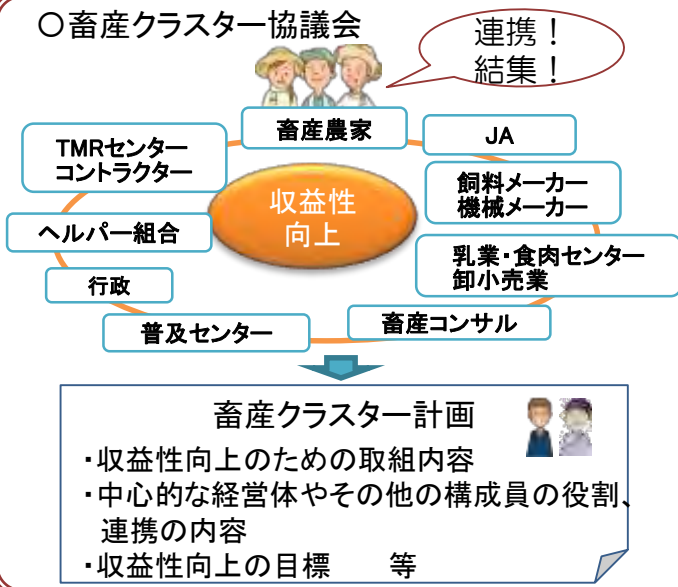 〇畜産クラスター協議会
連携！
結集！
畜産農家
JA
TMRセンター
コントラクター
飼料メーカー
機械メーカー
収益性
向上
ヘルパー組合
乳業・食肉センター
卸小売業
行政
畜産コンサル
普及センター
畜産クラスター計画
・収益性向上のための取組内容
・中心的な経営体やその他の構成員の役割、
連携の内容
・収益性向上の目標　　等